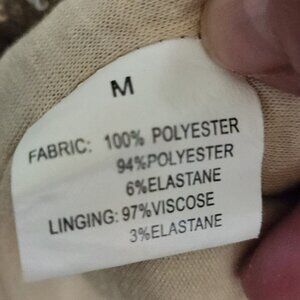 M
FABRIC: 100% POLYESTER
94%POLYESTER
6%ELASTANE
LINGING: 97%VISCOSE
3%ELASTANE